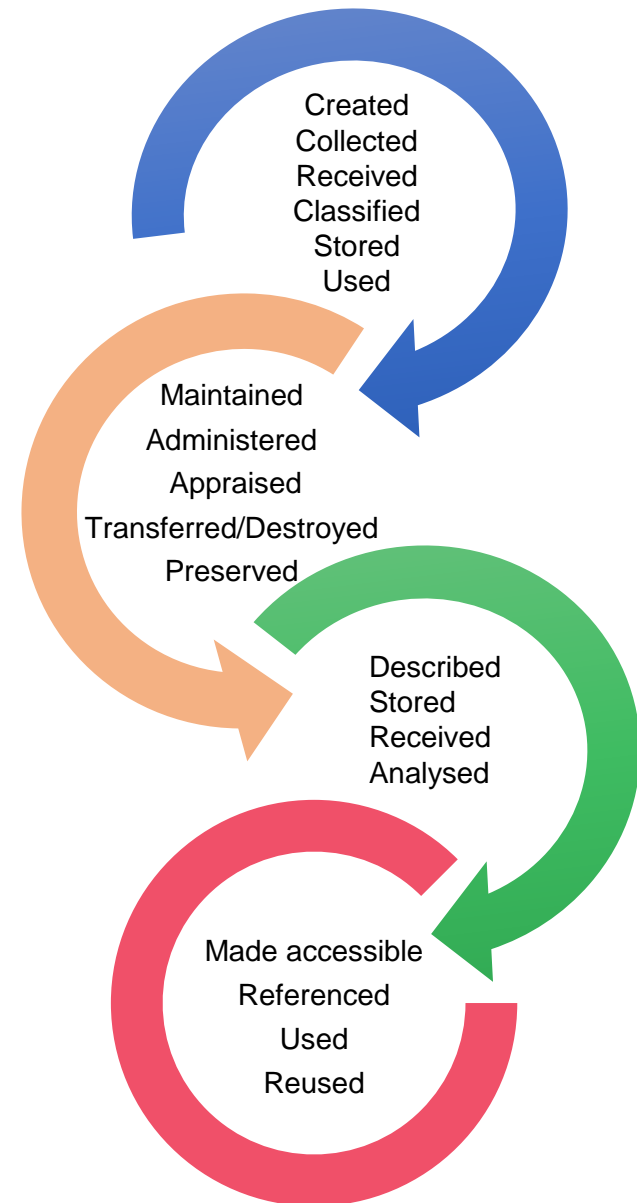 Created
Collected
Received
Classified
Stored
Used
Maintained
Administered
Appraised
Transferred/Destroyed
Preserved
Described
Stored
Received
Analysed
Made accessible
Referenced
Used
Reused